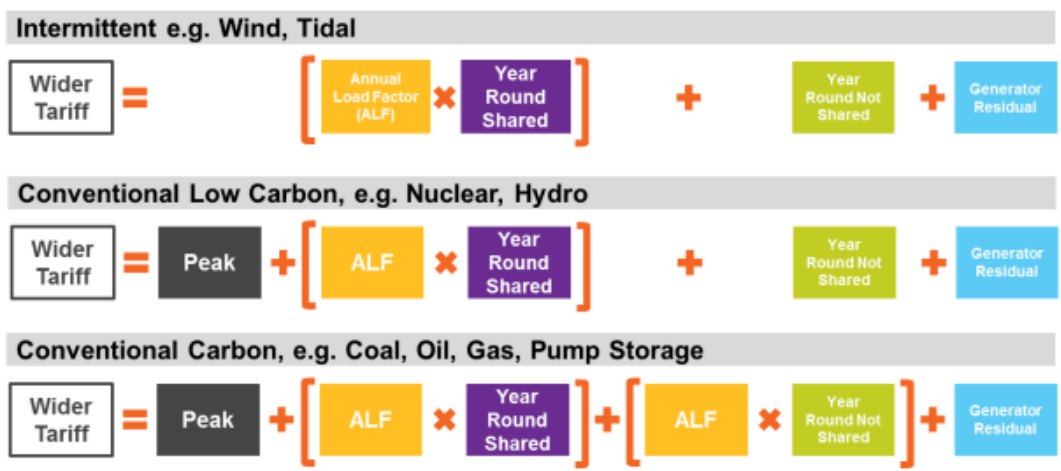 Intermittent e.g. Wind, Tidal
Wider
Tariff
=
[
Annual
Load Factor
(ALF)
×
Year
Round
Shared
]
+
Year
Round Not
Shared
+
Generator
Residual
Conventional Low Carbon, e.g. Nuclear, Hydro
Wider
Tariff
=
Peak
+
[
ALF
×
Year
Round
Shared
]
+
Year
Round Not
Shared
+
Generator
Residual
Conventional Carbon, e.g. Coal, Oil, Gas, Pump Storage
Wider
Tariff
=
Peak
+
[
ALF
×
Year
Round
Shared
]
+
[
ALF
×
Year
Round Not
Shared
]
+
Generator
Residual